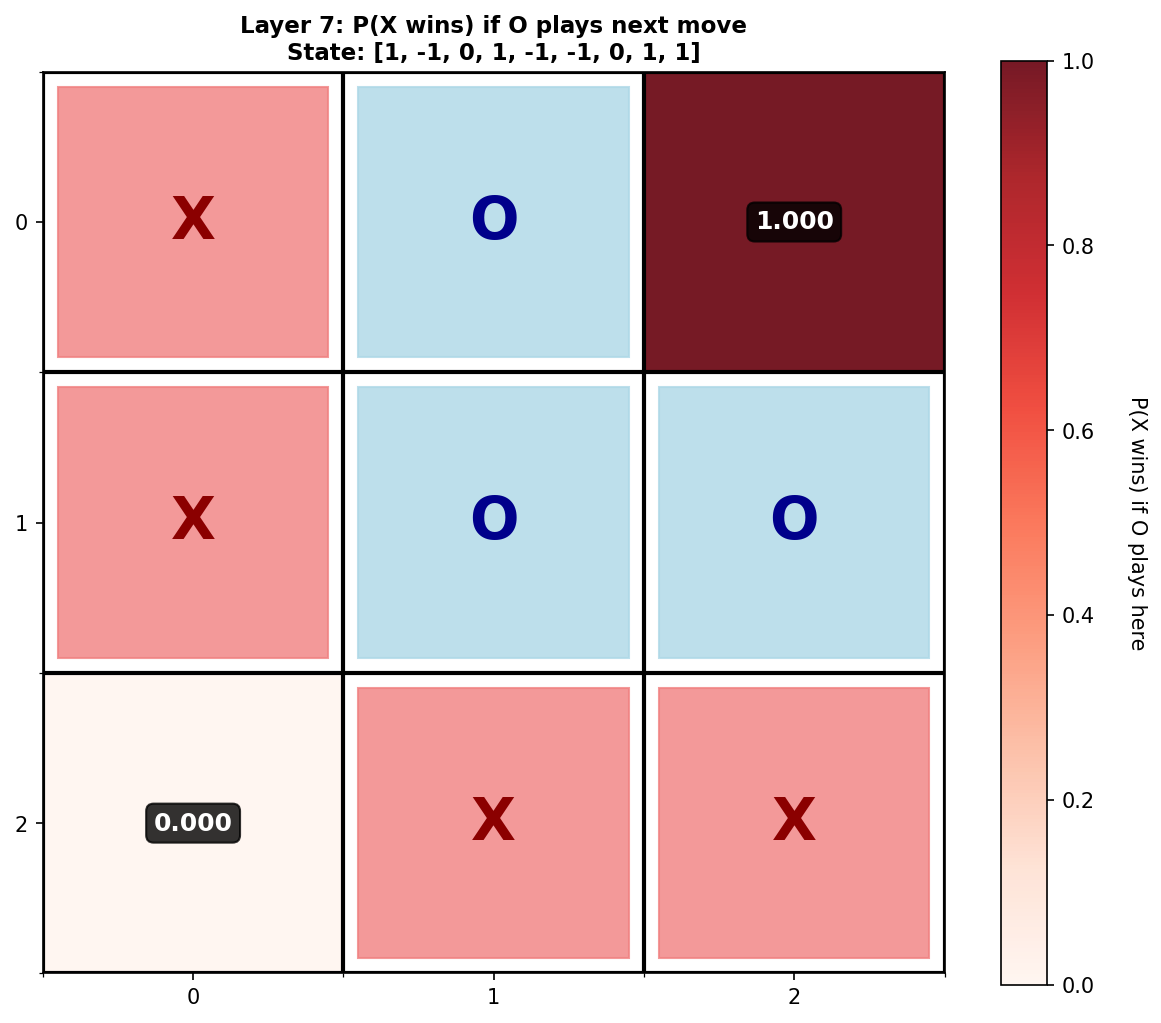 Layer 7: P(X wins) if O plays next move
State: [1, -1, 0, 1, -1, -1, 0, 1, 1]
0
X
O
1.000
1
X
O
O
2
0.000
X
X
0
1
2
1.0
0.8
0.6
0.4
0.2
0.0
P(X wins) if O plays here